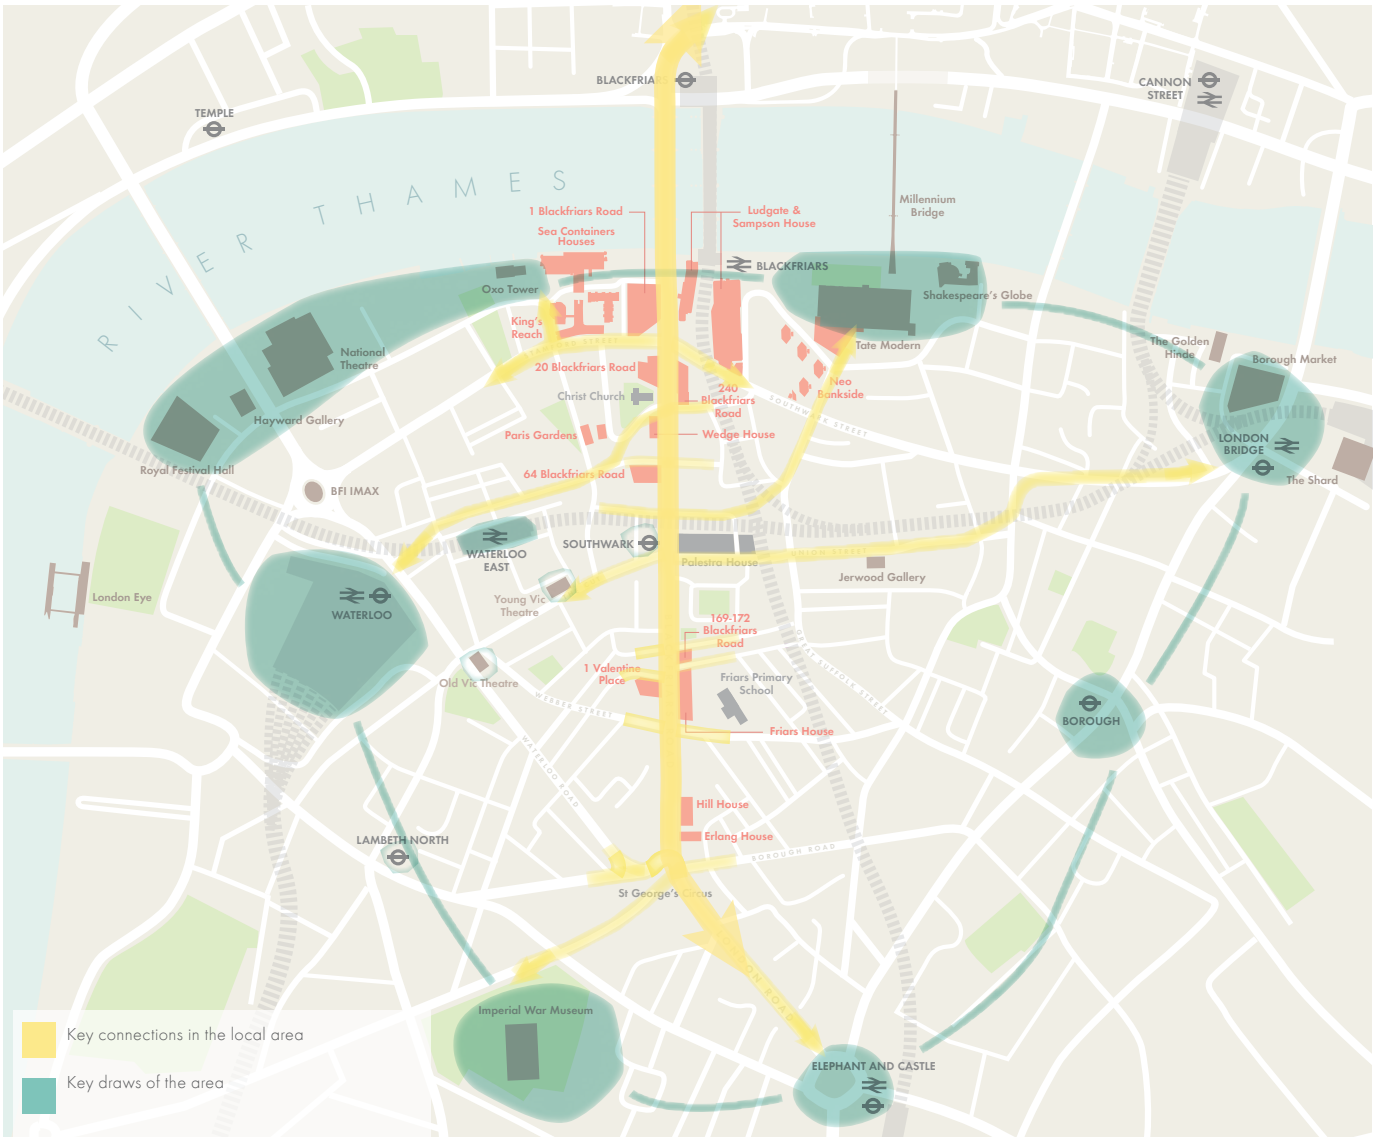 BLACKFRIARS
CANNON
STREET
TEMPLE
RIVER THAMES
Millennium
Bridge
1 Blackfriars Road
Ludgate &
Sampson House
Sea Containers
Houses
BLACKFRIARS
Oxo Tower
Shakespeare's Globe
King's
Reach
National
Theatre
Tate Modern
The Golden
Hinde
Borough Market
20 Blackfriars Road
Christ Church
240
Blackfriars
Road
Neo
Bankside
SOUTHWARK STREET
Hayward Gallery
Paris Gardens
Wedge House
LONDON
BRIDGE
Royal Festival Hall
64 Blackfriars Road
The Shard
BFI IMAX
SOUTHWARK
WATERLOO
EAST
UNION STREET
Palestra House
Jerwood Gallery
London Eye
Young Vic
Theatre
WATERLOO
169-172
Blackfriars
Road
GREAT SUFFOLK STREET
1 Valentine
Place
Old Vic Theatre
Friars Primary
School
WEBBER STREET
BOROUGH
Friars House
WATERLOO ROAD
Hill House
Erlang House
LAMBETH NORTH
BOROUGH ROAD
St George's Circus
LONDON ROAD
Imperial War Museum
ELEPHANT AND CASTLE
Key connections in the local area
Key draws of the area